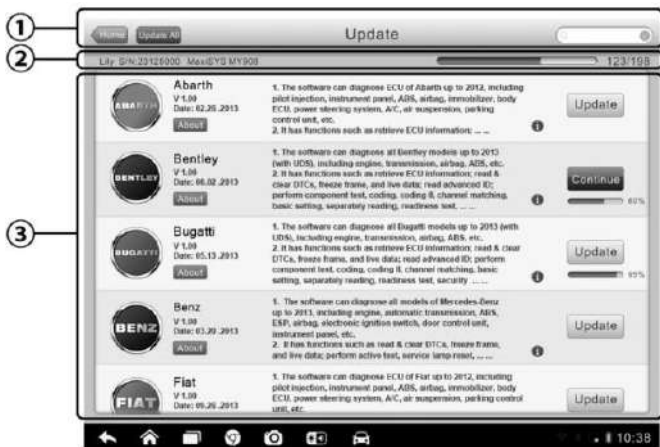 ①
Home
Update All
Update
②
Lily S/N:23125000 MaxiSYS MY908
123/198
③
ABARTH
Abarth
V 1.00
Date: 02.25.2013
About
1. The software can diagnose ECU of Abarth up to 2012, including
pilot injection, instrument panel, ABS, airbag, immobilizer, body
ECU, power steering system, A/C, air suspension, parking
control unit, etc.
2. It has functions such as retrieve ECU information; ... ...
Update
BENTLEY
Bentley
V 1.00
Date: 06.02.2013
About
1. The software can diagnose all Bentley models up to 2013
(with UDS), including engine, transmission, airbag, ABS, etc.
2. It has functions such as retrieve ECU information; read &
clear DTCs, freeze frame, and live data; read advanced ID;
perform component test, coding, coding II, channel matching,
basic setting, separately reading, readiness test, ... ...
Continue
60%
BUGATTI
Bugatti
V 1.00
Date: 05.13.2013
About
1. The software can diagnose all Bugatti models up to 2013 (with
UDS), including engine, transmission, airbag, ABS, etc.
2. It has functions such as retrieve ECU information; read & clear
DTCs, freeze frame, and live data; read advanced ID; perform
component test, coding, coding II, channel matching, basic
setting, separately reading, readiness test, security ... ...
Update
BENZ
Benz
V 1.00
Date: 03.20.2013
About
1. The software can diagnose all models of Mercedes-Benz
up to 2013, including engine, automatic transmission, ABS,
ESP, airbag, electronic ignition switch, door control unit,
instrument panel, etc.
2. It has functions such as read & clear DTCs, freeze frame,
and live data; perform active test, service lamp reset, ... ...
Update
FIAT
Fiat
V 1.00
Date: 09.26.2013
1. The software can diagnose ECU of Fiat up to 2012, including
pilot injection, instrument panel, ABS, airbag, immobilizer, body
ECU, power steering system, A/C, air suspension, parking control
unit, etc.
Update
10:38